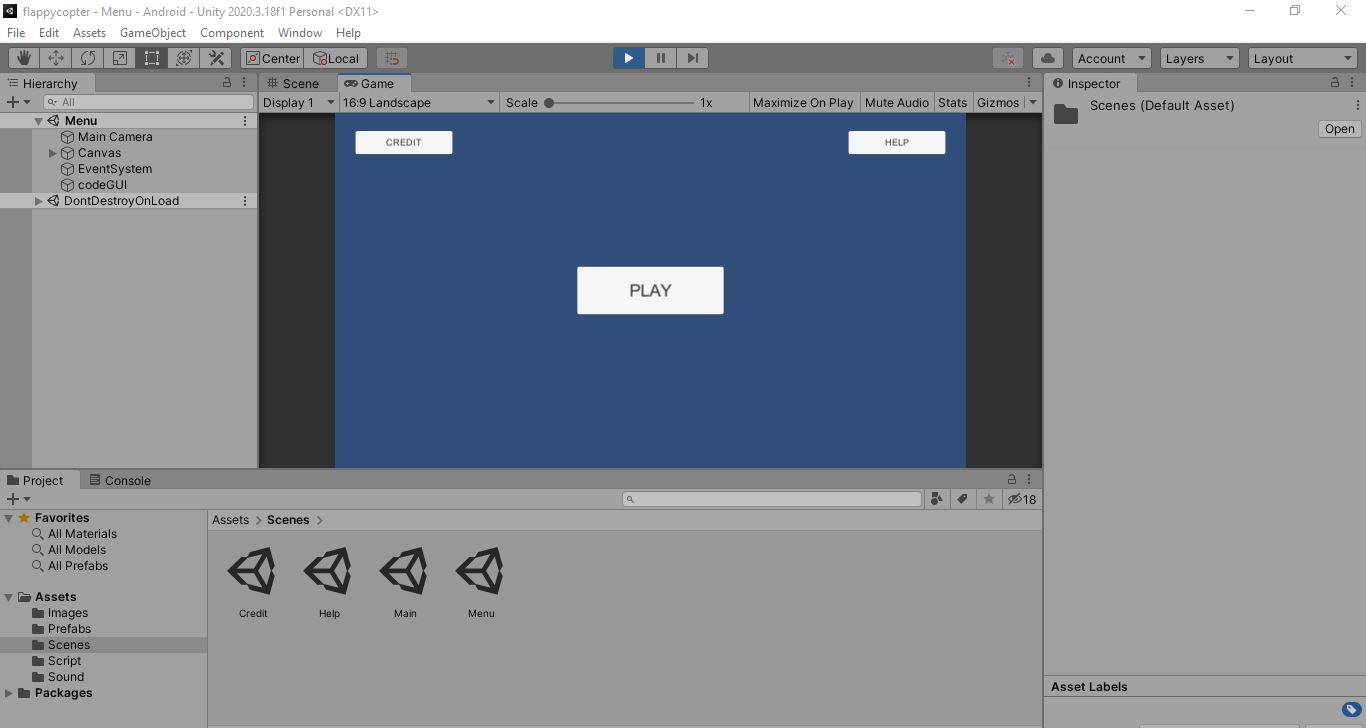 flappycopter - Menu - Android - Unity 2020.3.18f1 Personal <DX11>
File Edit Assets GameObject Component Window Help
Center Local Account Layers Layout
Hierarchy
All
Menu
Main Camera
Canvas
EventSystem
codeGUI
DontDestroyOnLoad
Scene Game
Display 1 16:9 Landscape Scale 1x Maximize On Play Mute Audio Stats Gizmos
CREDIT HELP
PLAY
Inspector
Scenes (Default Asset)
Open
Project Console
18
Favorites
All Materials
All Models
All Prefabs
Assets
Images
Prefabs
Scenes
Script
Sound
Packages
Assets > Scenes >
Credit Help Main Menu
Asset Labels